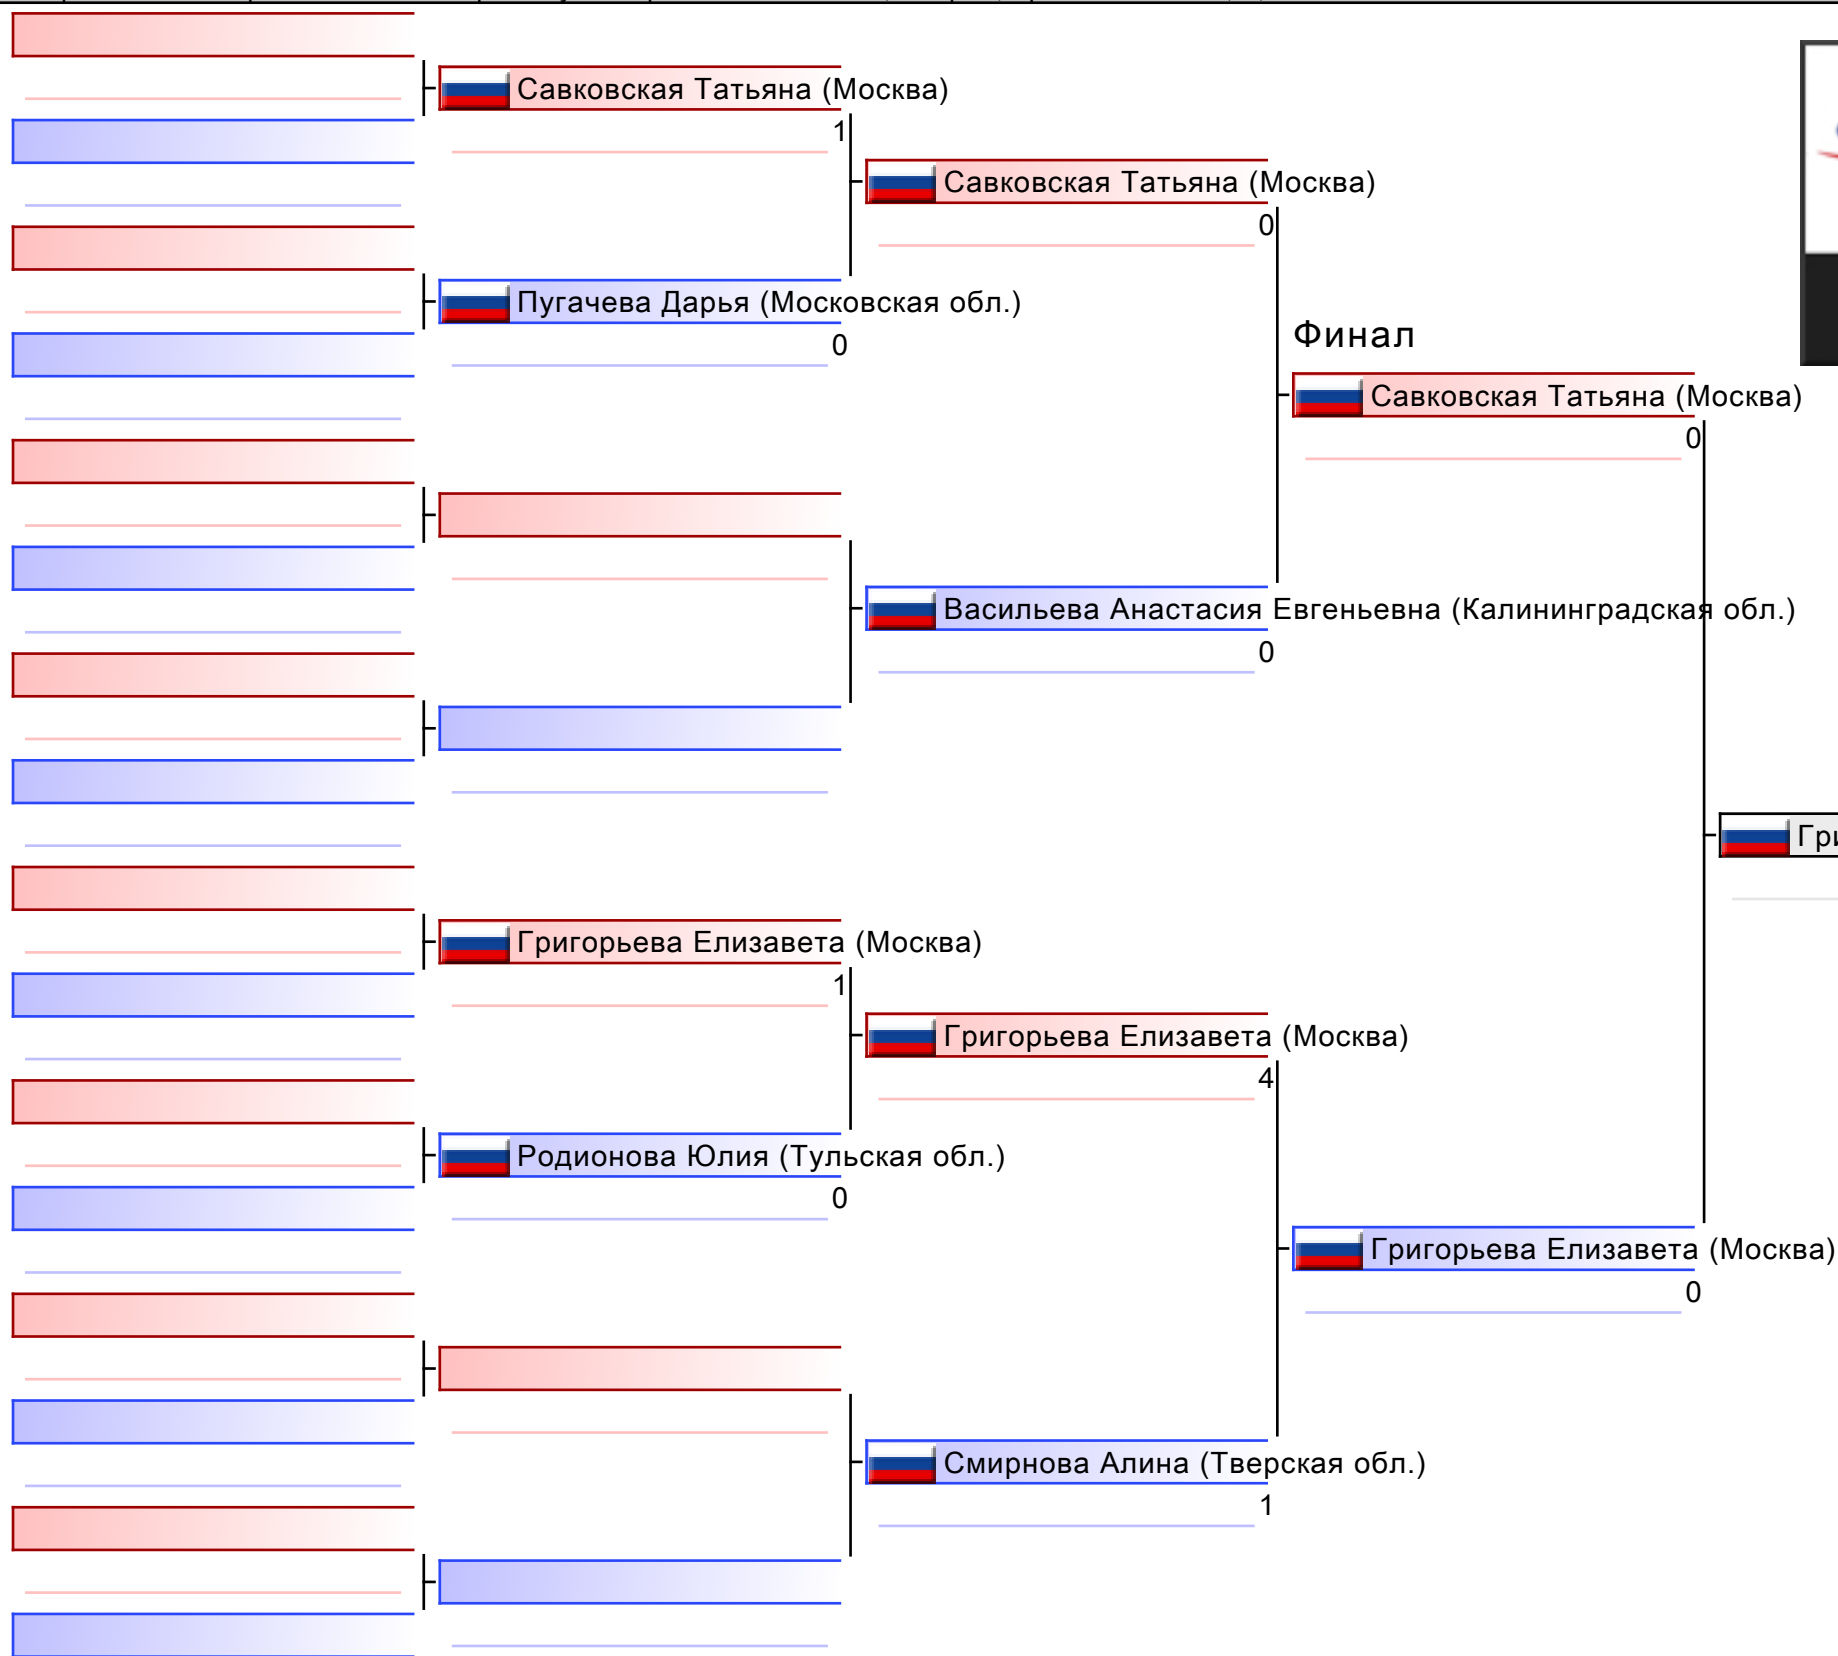 Савковская Татьяна (Москва)
1
Савковская Татьяна (Москва)
0
Пугачева Дарья (Московская обл.)
0
Финал
Савковская Татьяна (Москва)
0
Васильева Анастасия Евгеньевна (Калининградская обл.)
0
Гри
Григорьева Елизавета (Москва)
1
Григорьева Елизавета (Москва)
4
Родионова Юлия (Тульская обл.)
0
Григорьева Елизавета (Москва)
0
Смирнова Алина (Тверская обл.)
1